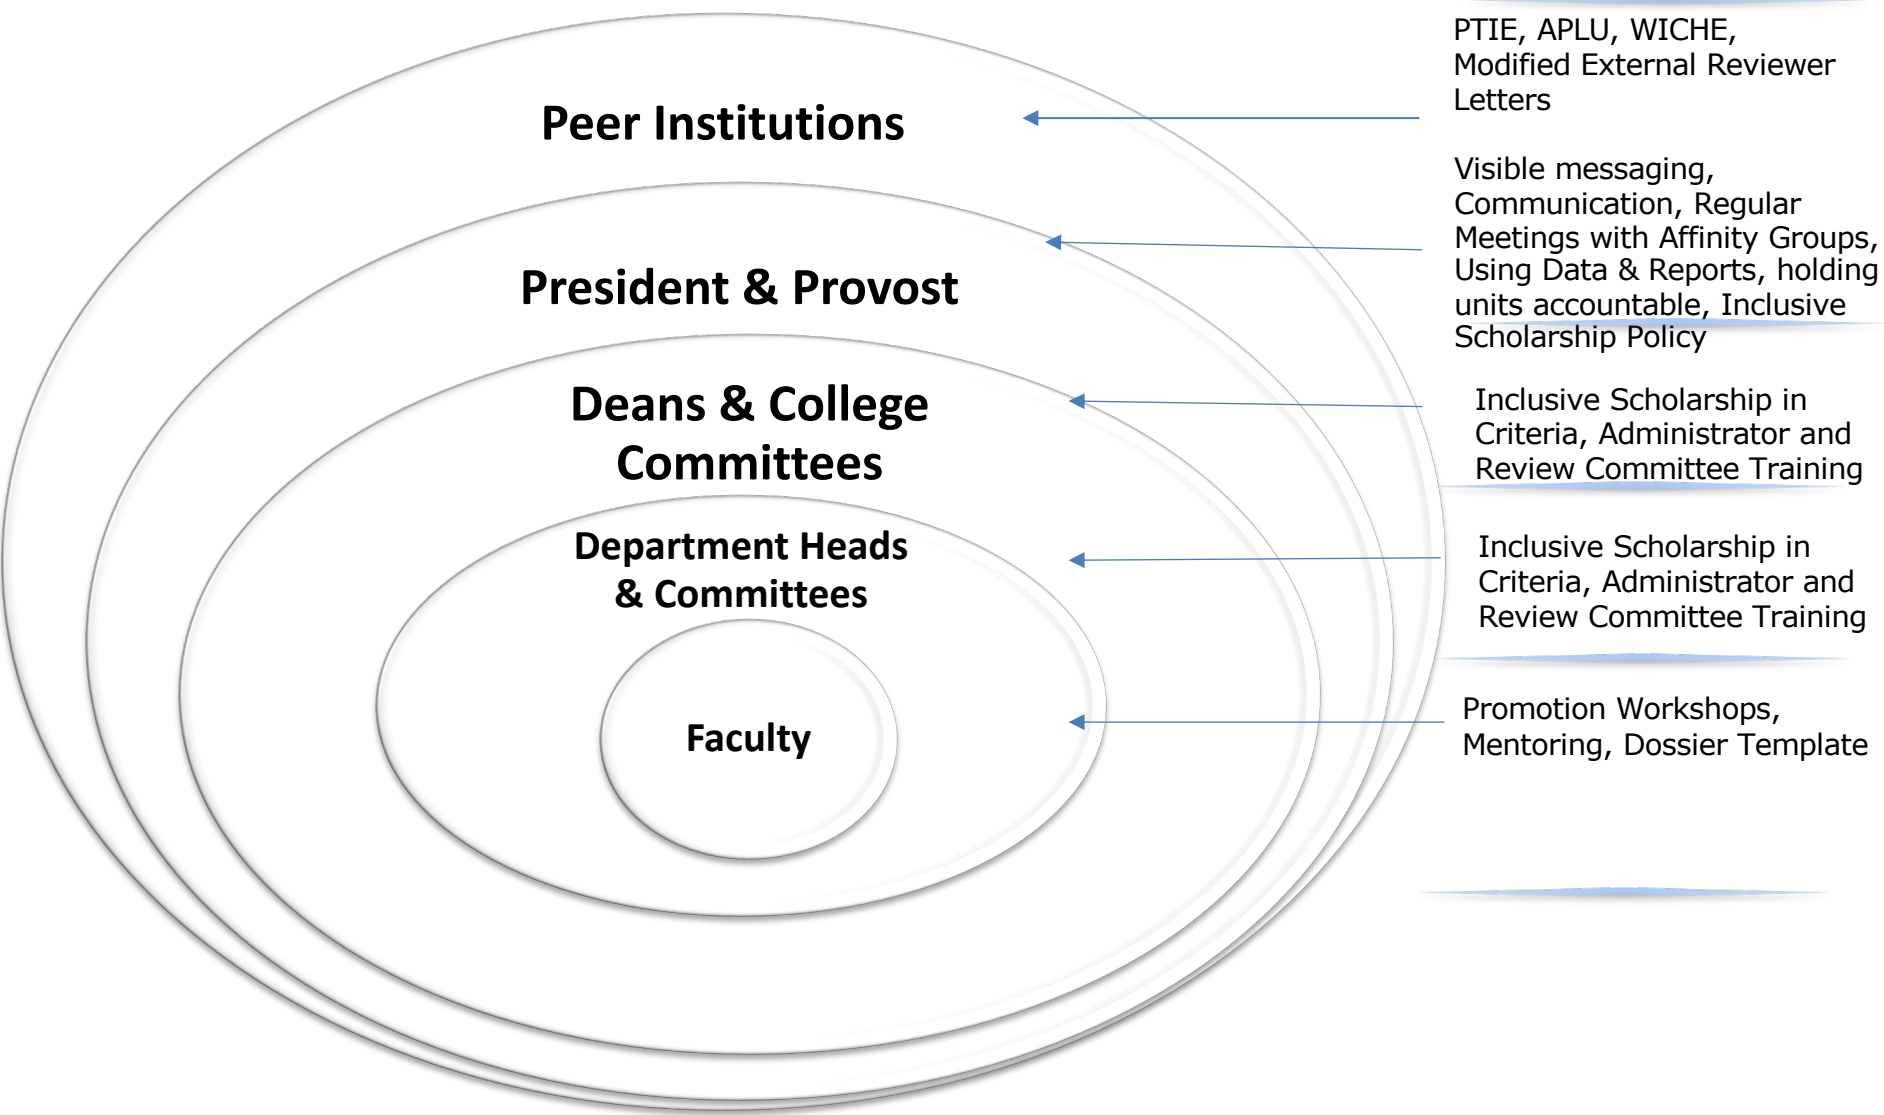 Peer Institutions
President & Provost
Deans & College
Committees
Department Heads
& Committees
Faculty
PTIE, APLU, WICHE,
Modified External Reviewer
Letters
Visible messaging,
Communication, Regular
Meetings with Affinity Groups,
Using Data & Reports, holding
units accountable, Inclusive
Scholarship Policy
Inclusive Scholarship in
Criteria, Administrator and
Review Committee Training
Inclusive Scholarship in
Criteria, Administrator and
Review Committee Training
Promotion Workshops,
Mentoring, Dossier Template